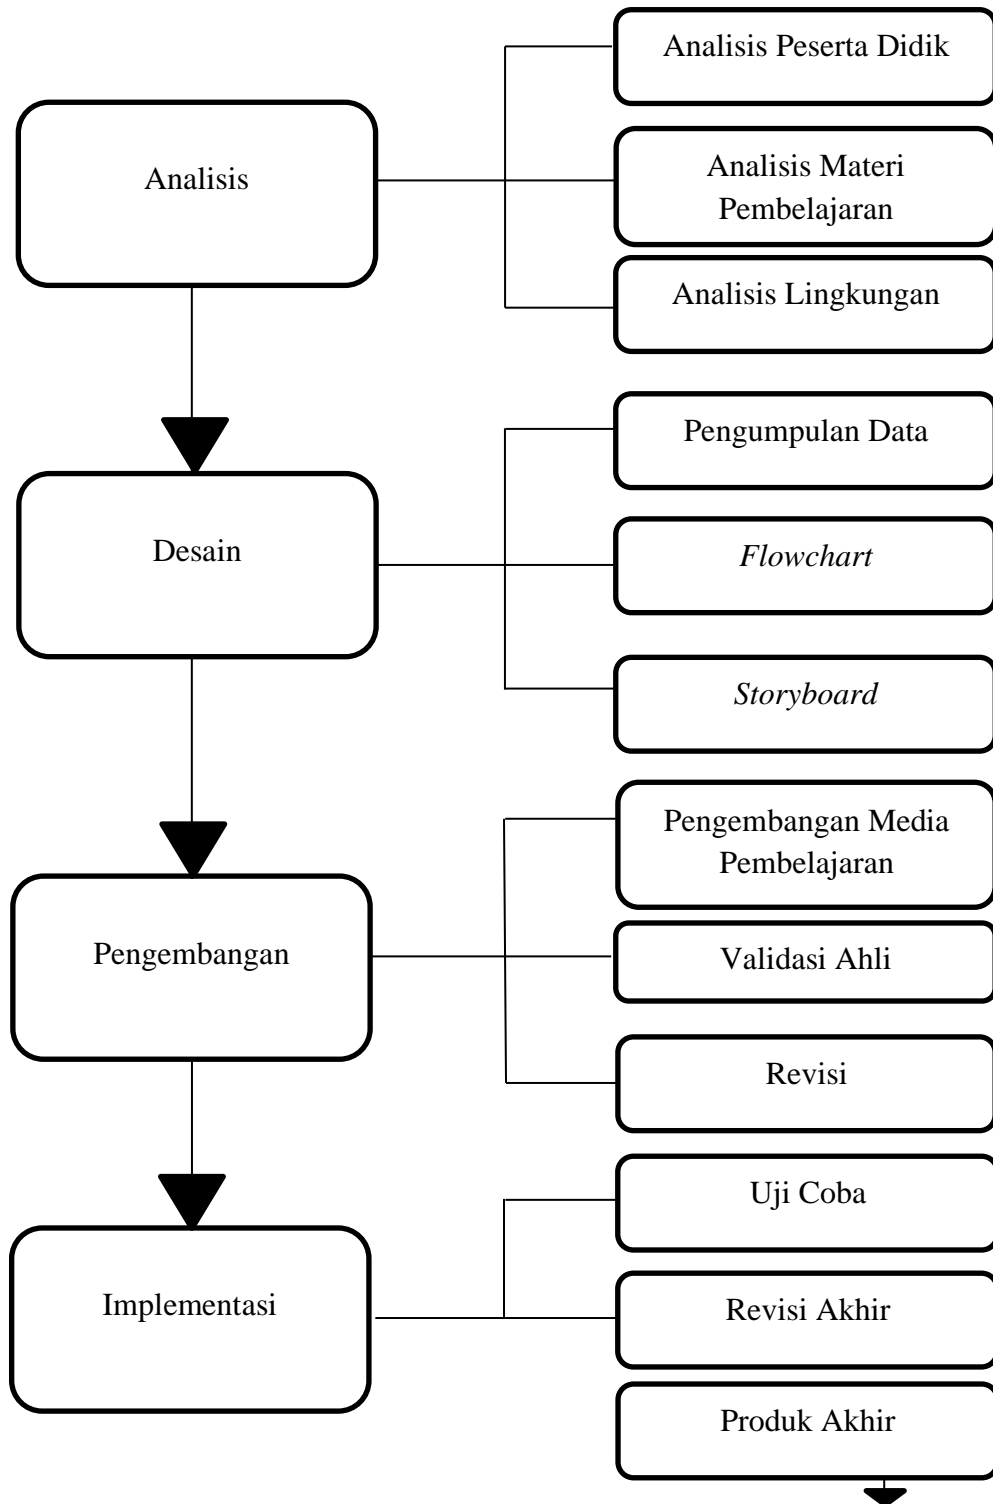 Analisis
Analisis Peserta Didik
Analisis Materi
Pembelajaran
Analisis Lingkungan
Desain
Pengumpulan Data
Flowchart
Storyboard
Pengembangan
Pengembangan Media
Pembelajaran
Validasi Ahli
Revisi
Implementasi
Uji Coba
Revisi Akhir
Produk Akhir